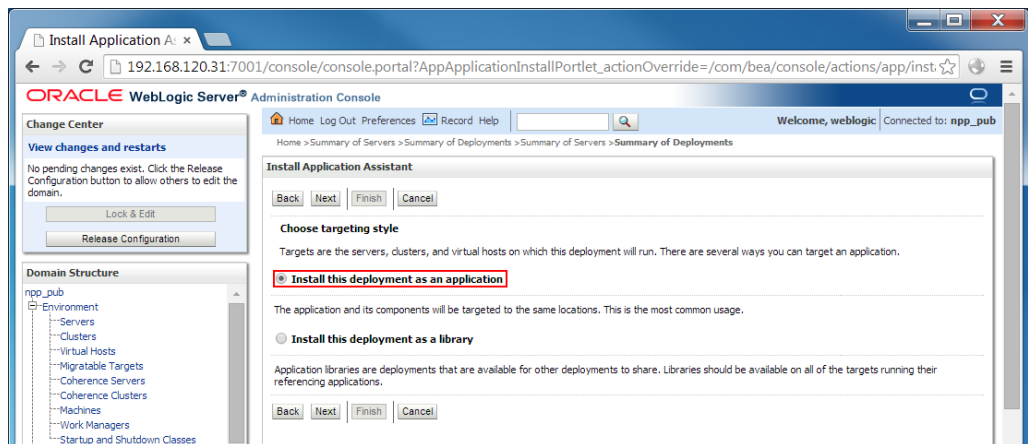 Install Application A
192.168.120.31:7001/console/console.portal?AppApplicationInstallPortlet_actionOverride=/com/bea/console/actions/app/inst
ORACLE WebLogic Server® Administration Console
Change Center
View changes and restarts
No pending changes exist. Click the Release
Configuration button to allow others to edit the
domain.
Lock & Edit
Release Configuration
Domain Structure
npp_pub
Environment
Servers
Clusters
Virtual Hosts
Migratable Targets
Coherence Servers
Coherence Clusters
Machines
Work Managers
Startup and Shutdown Classes
Home Log Out Preferences Record Help
Welcome, weblogic Connected to: npp_pub
Home >Summary of Servers >Summary of Deployments >Summary of Servers >Summary of Deployments
Install Application Assistant
Back Next Finish Cancel
Choose targeting style
Targets are the servers, clusters, and virtual hosts on which this deployment will run. There are several ways you can target an application.
Install this deployment as an application
The application and its components will be targeted to the same locations. This is the most common usage.
Install this deployment as a library
Application libraries are deployments that are available for other deployments to share. Libraries should be available on all of the targets running their
referencing applications.
Back Next Finish Cancel